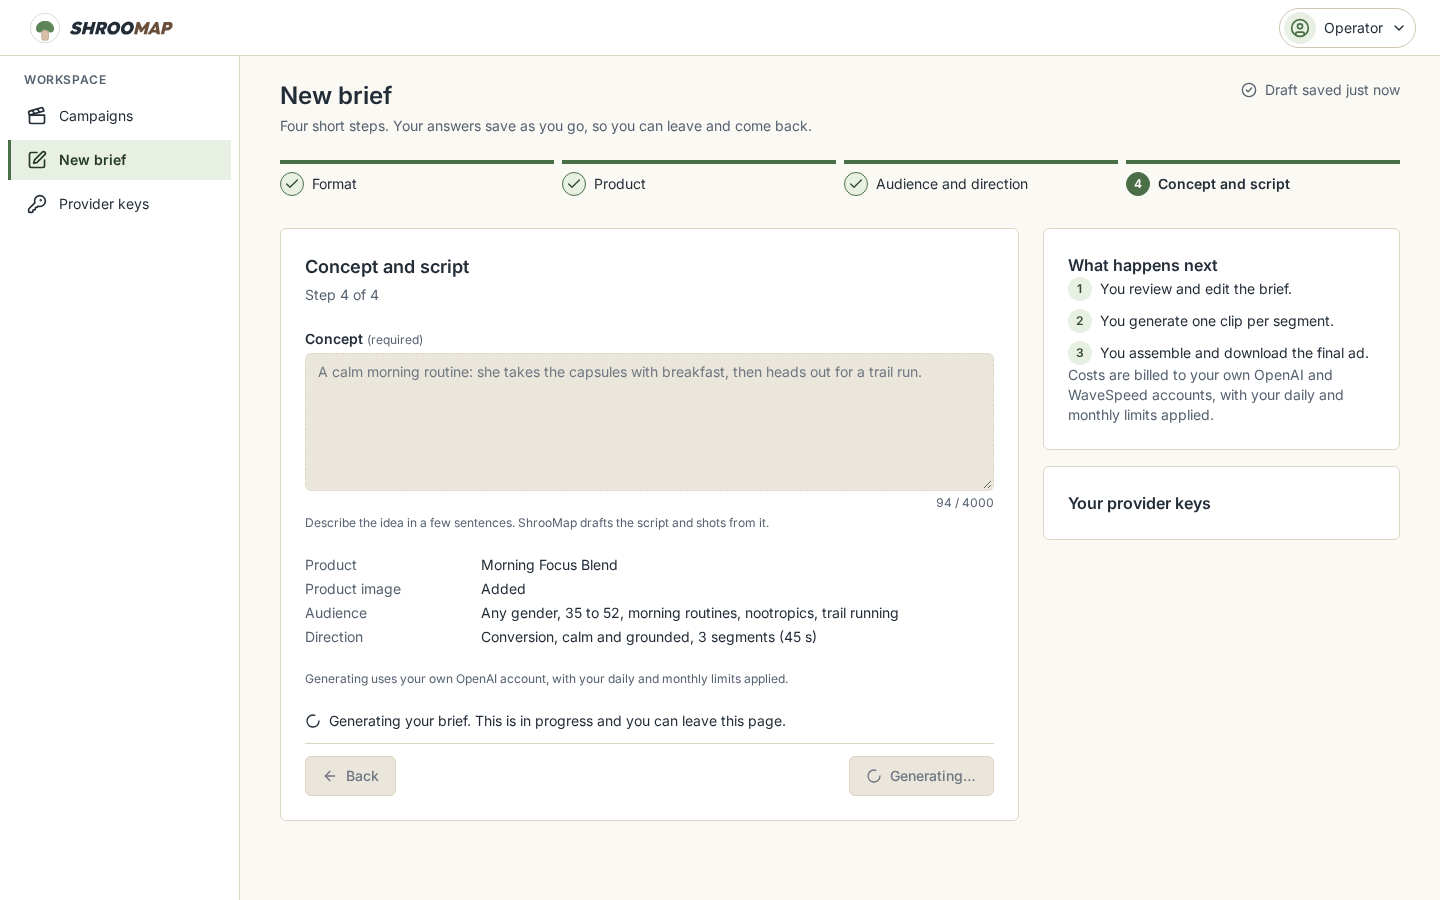 SHROOMAP
Operator
WORKSPACE
Campaigns
New brief
Provider keys
New brief
Four short steps. Your answers save as you go, so you can leave and come back.
Draft saved just now
Format
Product
Audience and direction
4 Concept and script
Concept and script
Step 4 of 4
Concept (required)
A calm morning routine: she takes the capsules with breakfast, then heads out for a trail run.
94 / 4000
Describe the idea in a few sentences. ShrooMap drafts the script and shots from it.
Product Morning Focus Blend
Product image Added
Audience Any gender, 35 to 52, morning routines, nootropics, trail running
Direction Conversion, calm and grounded, 3 segments (45 s)
Generating uses your own OpenAI account, with your daily and monthly limits applied.
Generating your brief. This is in progress and you can leave this page.
Back
Generating...
What happens next
1 You review and edit the brief.
2 You generate one clip per segment.
3 You assemble and download the final ad.
Costs are billed to your own OpenAI and
WaveSpeed accounts, with your daily and
monthly limits applied.
Your provider keys